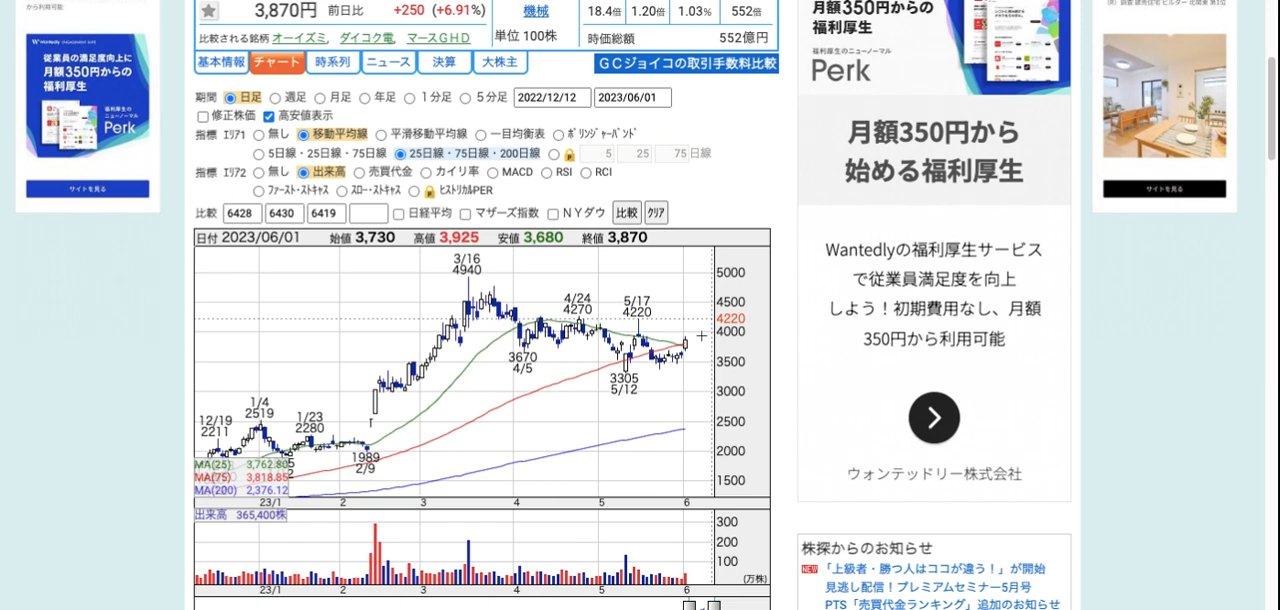 から利用可能
Wantedly
従業員の満足度向上に
月額350円からの
福利厚生
福利厚生の
ニューノーマル
Perk
サイトを見る
3,870円 前日比 +250 (+6.91%)
比較される銘柄 オーイズミ, ダイコク電, マースGHD
機械
単位 100株
18.4倍 1.20倍 1.03% 552倍
時価総額 552億円
基本情報 チャート 時系列 ニュース 決算 大株主
GCジョイコの取引手数料比較
期間 日足 週足 月足 年足 1分足 5分足 2022/12/12 2023/06/01
修正株価 高安値表示
指標 エリア1 無し 移動平均線 平滑移動平均線 一目均衡表 ボリンジャーバンド
5日線・25日線・75日線 25日線・75日線・200日線 5 25 75 日線
指標 エリア2 無し 出来高 売買代金 カイリ率 MACD RSI RCI
ファースト・ストキャス スロー・ストキャス ヒストリカルPER
比較 6428 6430 6419 日経平均 マザーズ指数 NYダウ 比較 クリア
日付 2023/06/01 始値 3,730 高値 3,925 安値 3,680 終値 3,870
3/16
4940
4/24
4270
5/17
4220
3670
4/5
3305
5/12
12/19
2211
1/4
2519
1/23
2280
1989
2/9
5000
4500
4220
4000
3500
3000
2500
2000
1500
MA(25) 3,762.80
MA(75) 3,818.85
MA(200) 2,376.12
23/1 2 3 4 5 6
出来高 365,400株
300
200
100
(万株)
23/1 2 3 4 5 6
月額350円からの
福利厚生
福利厚生のニューノーマル
Perk
月額350円から
始める福利厚生
Wantedlyの福利厚生サービス
で従業員満足度を向上
しよう！初期費用なし、月額
350円から利用可能
ウォンテッドリー株式会社
株探からのお知らせ
NEW 「上級者・勝つ人はココが違う！」が開始
見逃し配信！プレミアムセミナー5月号
PTS「売買代金ランキング」追加のお知らせ
サイトを見る